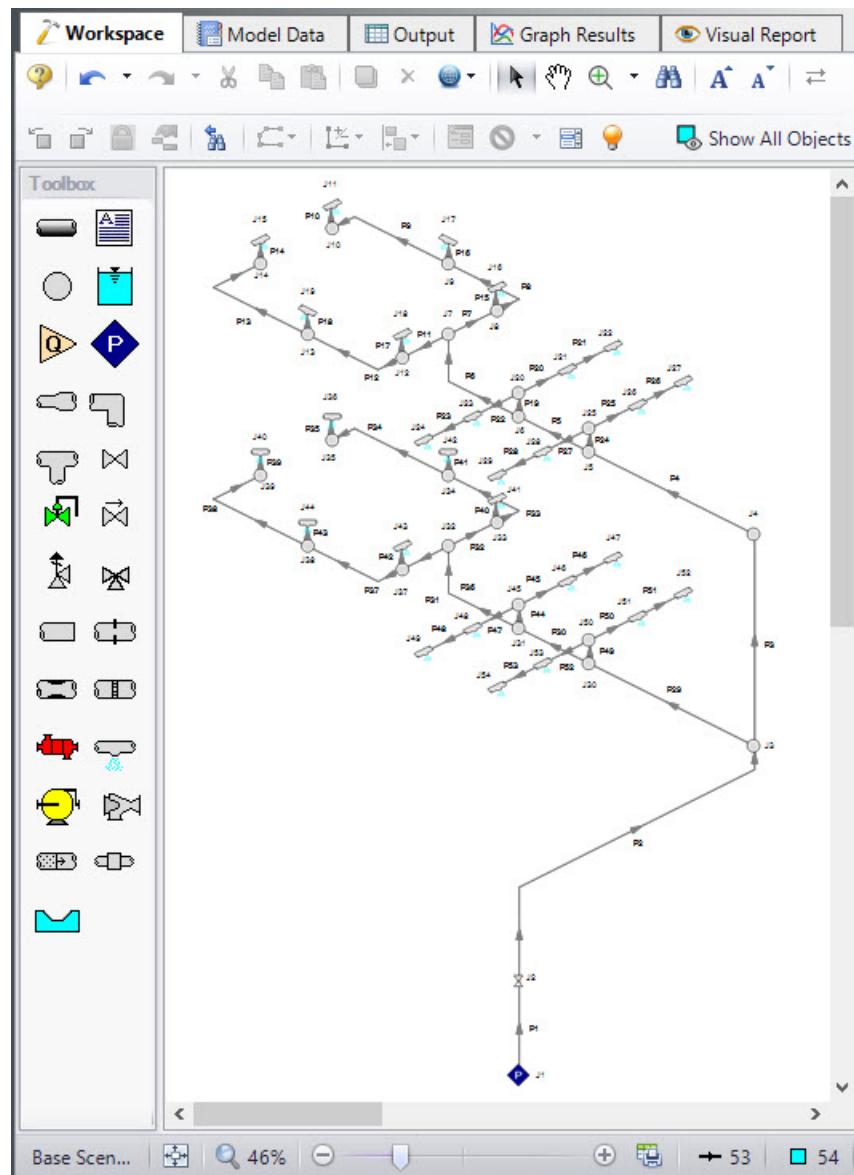 Workspace Model Data Output Graph Results Visual Report
A A
Show All Objects
Toolbox
A
Q P
J11
P10
J15 P9 J17
J10
P14 P16
J14 J9 J16
J19 P15 P8
P18 J18 J7 P7 J8
P13 P17 P11 J22
J13 J21 P21
P12 J12 P20 J27
P6 J20 J26 P26
J36 J23 P19 P5 J25 P25
P35 P34 J24 P23 P22 J6 J28 P24
J40 J42 J29 P28 P27 J5
J35 P4
P39 P41 J41
J39 J34 P40 J4
P38 J44 P33
P43 J43 J32 P32 J33 J47
P42 J46 P46
J38 P45 J52
P37 J37 P36 J45 J51 P51
P31 J48 P44 P30 J50 P50
J49 P48 P47 J31 J53 P49
J54 P53 P52 J30
P3
P29
J3
P2
J2
P1
P J1
Base Scen... 46% 53 54